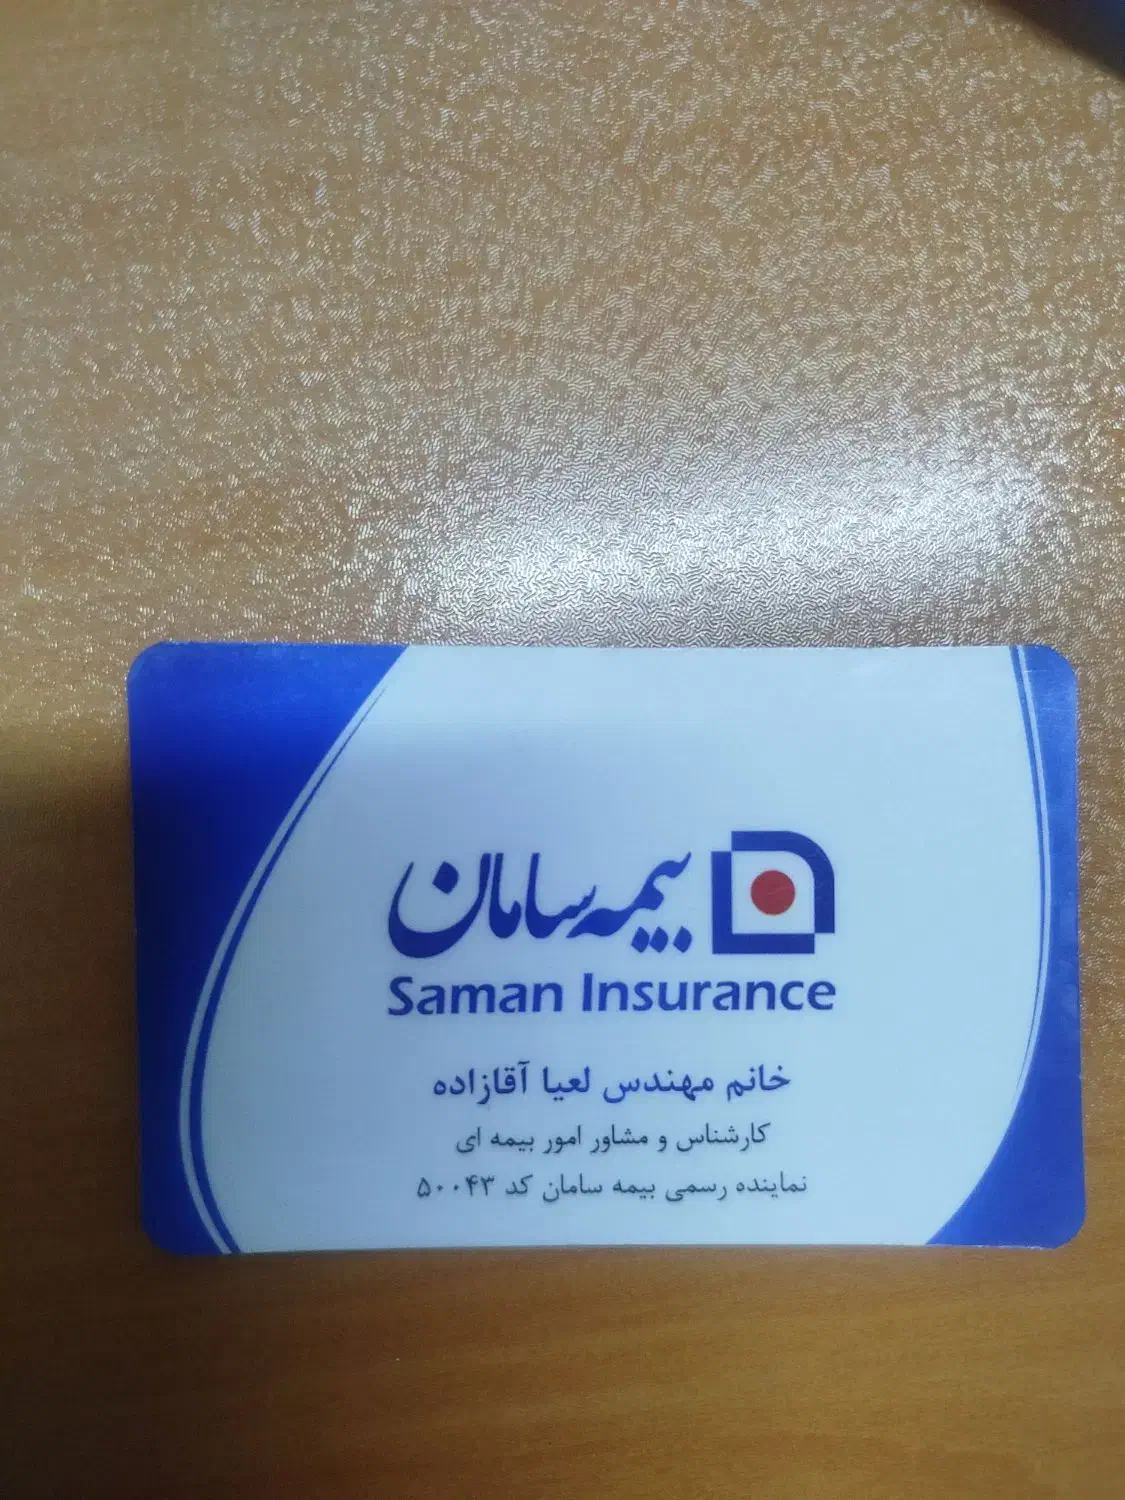 بیمه سامان
Saman Insurance
خانم مهندس لعیا آقازاده
کارشناس و مشاور امور بیمه ای
نماینده رسمی بیمه سامان کد ۵۰۰۴۳